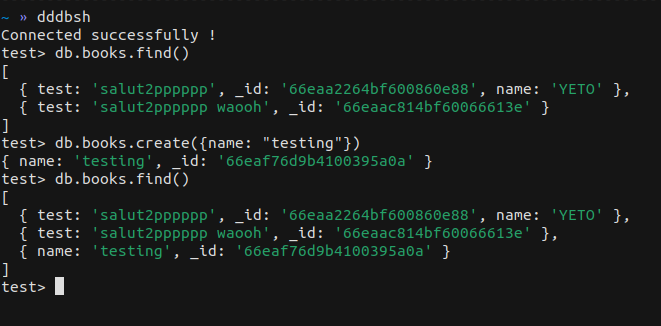 ~ » dddbsh
Connected successfully !
test> db.books.find()
[
  { test: 'salut2pppppp', _id: '66eaa2264bf600860e88', name: 'YETO' },
  { test: 'salut2pppppp waooh', _id: '66eaac814bf60066613e' }
]
test> db.books.create({name: "testing"})
{ name: 'testing', _id: '66eaf76d9b4100395a0a' }
test> db.books.find()
[
  { test: 'salut2pppppp', _id: '66eaa2264bf600860e88', name: 'YETO' },
  { test: 'salut2pppppp waooh', _id: '66eaac814bf60066613e' },
  { name: 'testing', _id: '66eaf76d9b4100395a0a' }
]
test>